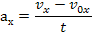 aₓ = (vₓ − v₀ₓ) / t